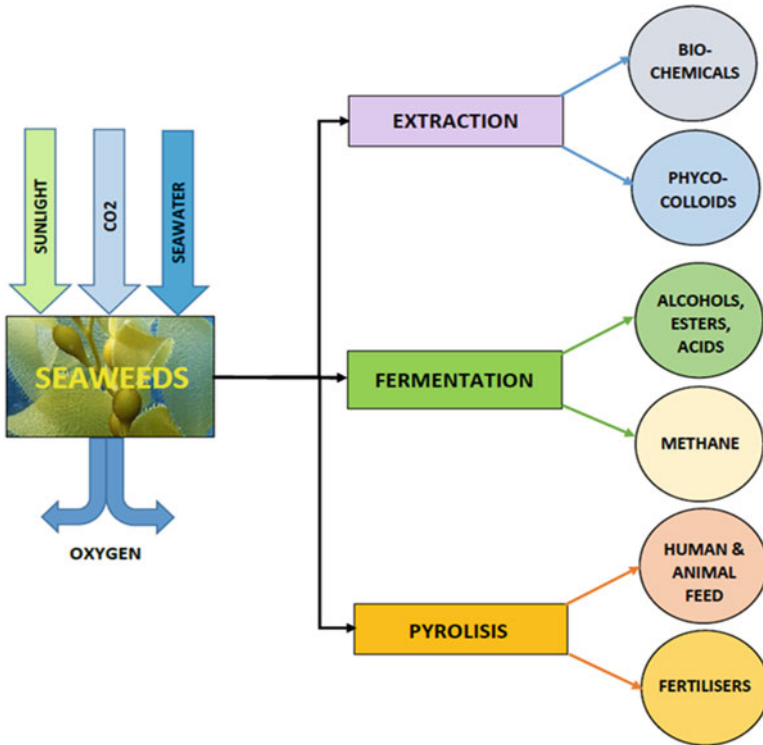 SUNLIGHT
CO2
SEAWATER
SEAWEEDS
OXYGEN
EXTRACTION
BIO-
CHEMICALS
PHYCO-
COLLOIDS
FERMENTATION
ALCOHOLS,
ESTERS,
ACIDS
METHANE
PYROLISIS
HUMAN &
ANIMAL
FEED
FERTILISERS